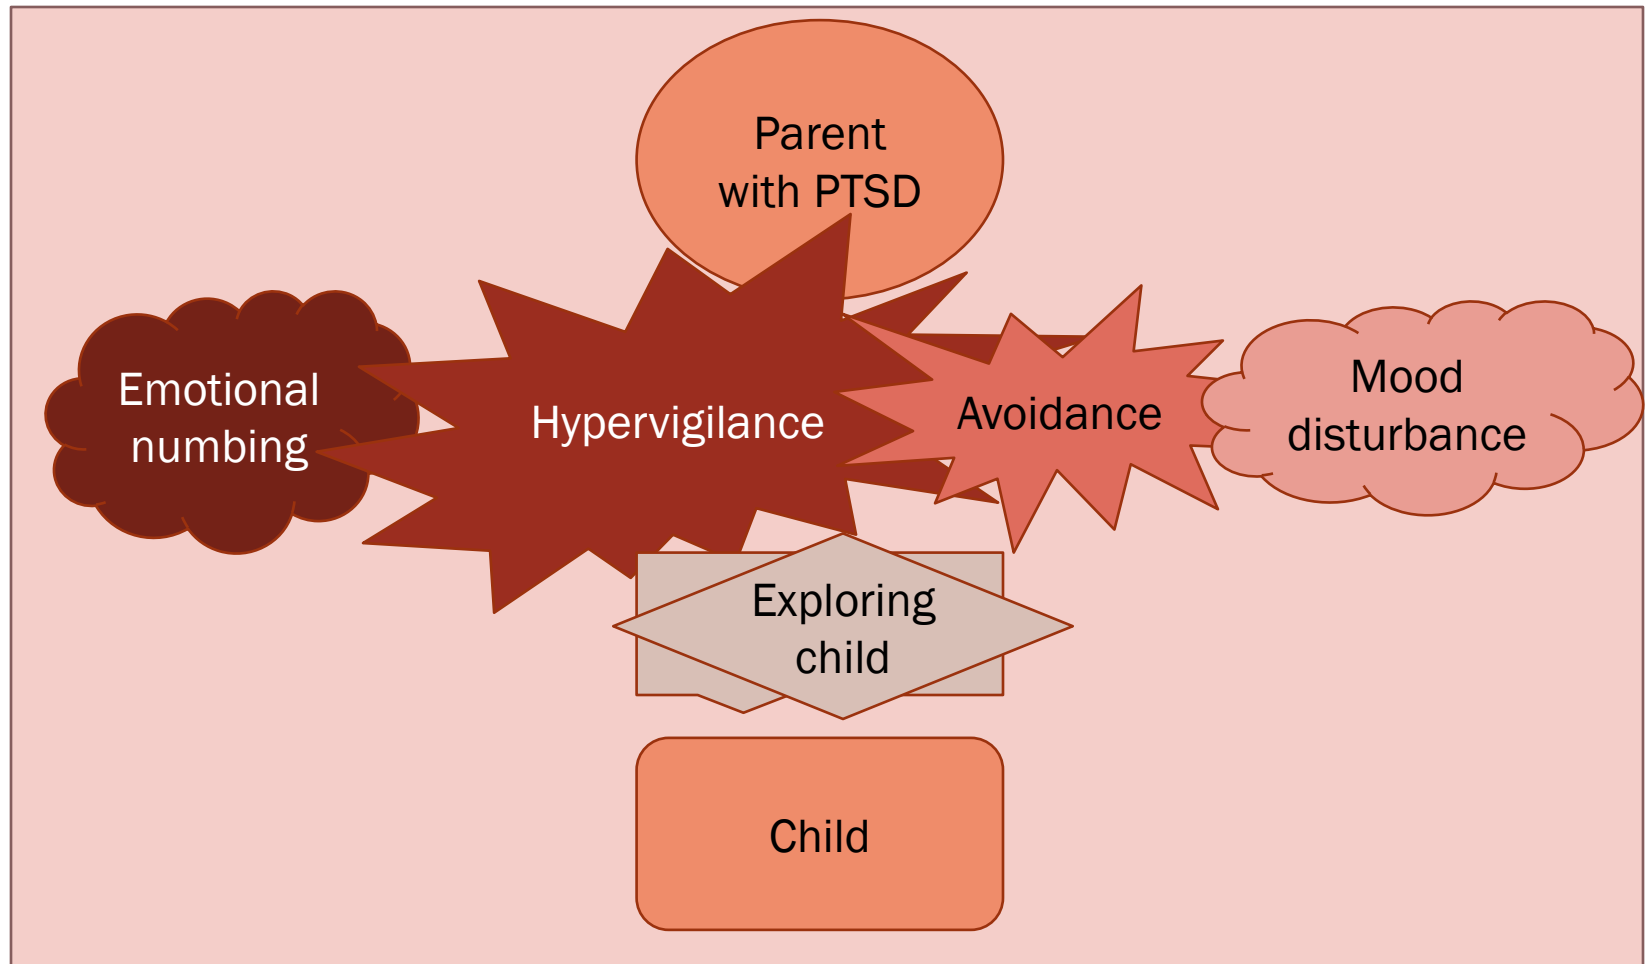 Parent
with PTSD
Emotional
numbing
Hypervigilance
Avoidance
Mood
disturbance
Exploring
child
Child